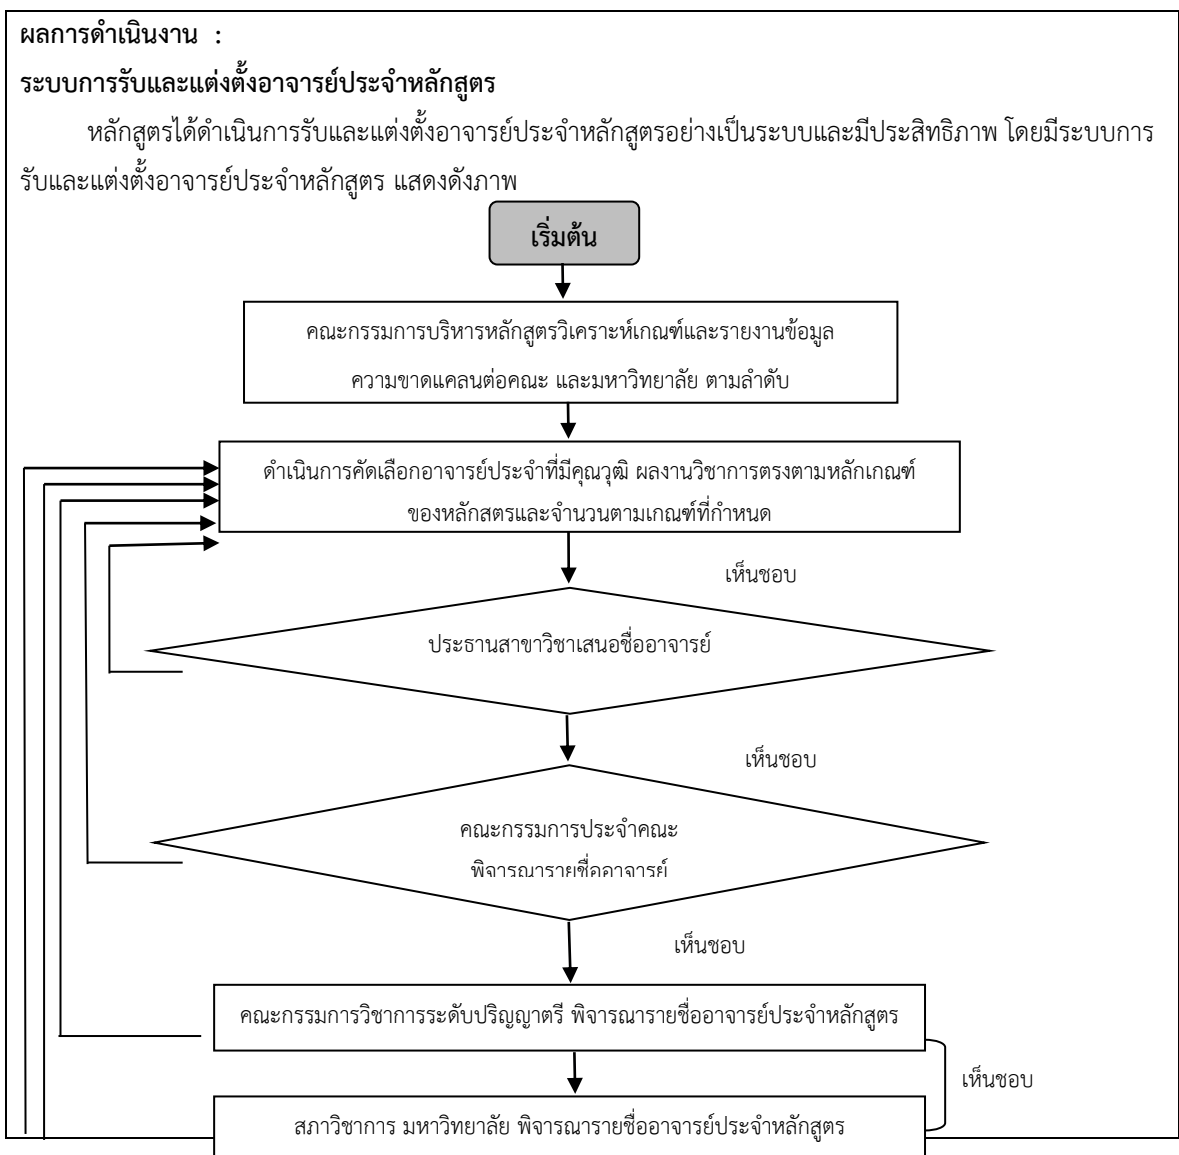 ผลการดำเนินงาน :
ระบบการรับและแต่งตั้งอาจารย์ประจำหลักสูตร
หลักสูตรได้ดำเนินการรับและแต่งตั้งอาจารย์ประจำหลักสูตรอย่างเป็นระบบและมีประสิทธิภาพ โดยมีระบบการ
รับและแต่งตั้งอาจารย์ประจำหลักสูตร แสดงดังภาพ
เริ่มต้น
คณะกรรมการบริหารหลักสูตรวิเคราะห์เกณฑ์และรายงานข้อมูล
ความขาดแคลนต่อคณะ และมหาวิทยาลัย ตามลำดับ
ดำเนินการคัดเลือกอาจารย์ประจำที่มีคุณวุฒิ ผลงานวิชาการตรงตามหลักเกณฑ์
ของหลักสตรและจำนวนตามเกณฑ์ที่กำหนด
เห็นชอบ
ประธานสาขาวิชาเสนอชื่ออาจารย์
เห็นชอบ
คณะกรรมการประจำคณะ
พิจารณารายชื่ออาจารย์
เห็นชอบ
คณะกรรมการวิชาการระดับปริญญาตรี พิจารณารายชื่ออาจารย์ประจำหลักสูตร
เห็นชอบ
สภาวิชาการ มหาวิทยาลัย พิจารณารายชื่ออาจารย์ประจำหลักสูตร